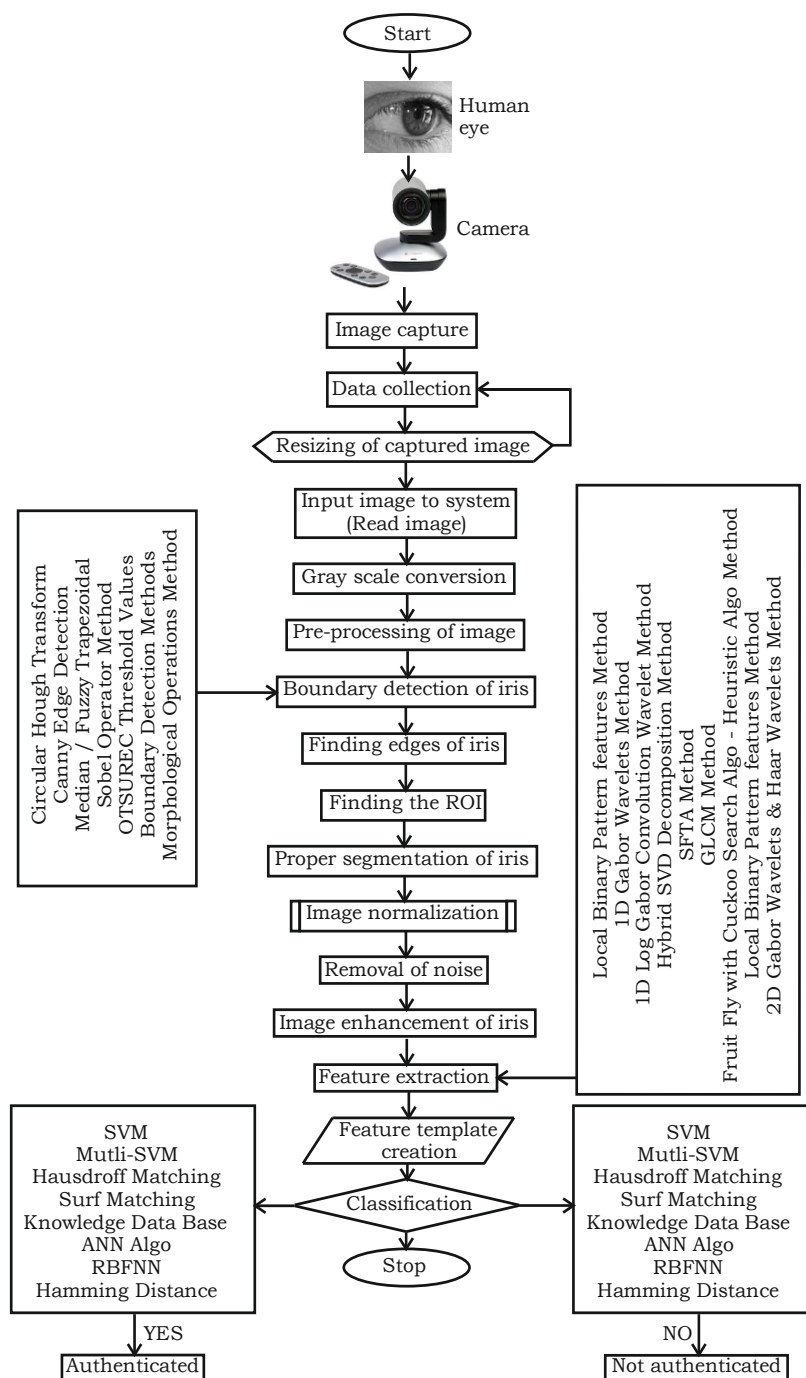 Start
Human
eye
Camera
Image capture
Data collection
Resizing of captured image
Input image to system
(Read image)
Gray scale conversion
Pre-processing of image
Boundary detection of iris
Finding edges of iris
Finding the ROI
Proper segmentation of iris
Image normalization
Removal of noise
Image enhancement of iris
Feature extraction
Feature template
creation
Classification
Stop
Circular Hough Transform
Canny Edge Detection
Median / Fuzzy Trapezoidal
Sobel Operator Method
OTSUREC Threshold Values
Boundary Detection Methods
Morphological Operations Method
Local Binary Pattern features Method
1D Gabor Wavelets Method
1D Log Gabor Convolution Wavelet Method
Hybrid SVD Decomposition Method
SFTA Method
GLCM Method
Fruit Fly with Cuckoo Search Algo - Heuristic Algo Method
Local Binary Pattern features Method
2D Gabor Wavelets & Haar Wavelets Method
SVM
Mutli-SVM
Hausdroff Matching
Surf Matching
Knowledge Data Base
ANN Algo
RBFNN
Hamming Distance
YES
Authenticated
SVM
Mutli-SVM
Hausdroff Matching
Surf Matching
Knowledge Data Base
ANN Algo
RBFNN
Hamming Distance
NO
Not authenticated